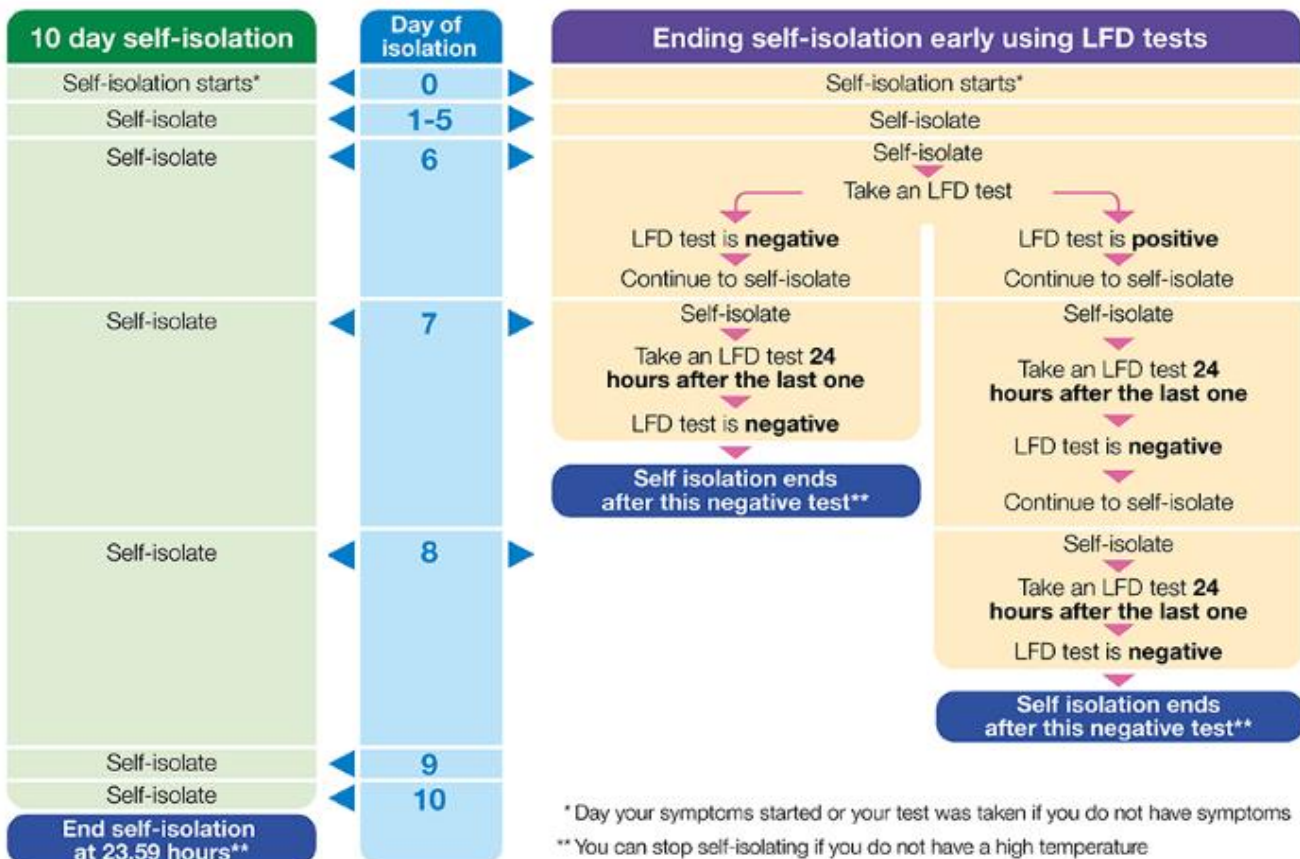 10 day self-isolation
Day of
isolation
Ending self-isolation early using LFD tests
Self-isolation starts*
0
Self-isolation starts*
Self-isolate
1-5
Self-isolate
Self-isolate
6
Self-isolate
Take an LFD test
LFD test is negative
LFD test is positive
Continue to self-isolate
Continue to self-isolate
Self-isolate
7
Self-isolate
Self-isolate
Take an LFD test 24
hours after the last one
Take an LFD test 24
hours after the last one
LFD test is negative
LFD test is negative
Self isolation ends
after this negative test**
Continue to self-isolate
Self-isolate
8
Self-isolate
Take an LFD test 24
hours after the last one
LFD test is negative
Self isolation ends
after this negative test**
Self-isolate
9
Self-isolate
10
End self-isolation
at 23.59 hours**
* Day your symptoms started or your test was taken if you do not have symptoms
** You can stop self-isolating if you do not have a high temperature